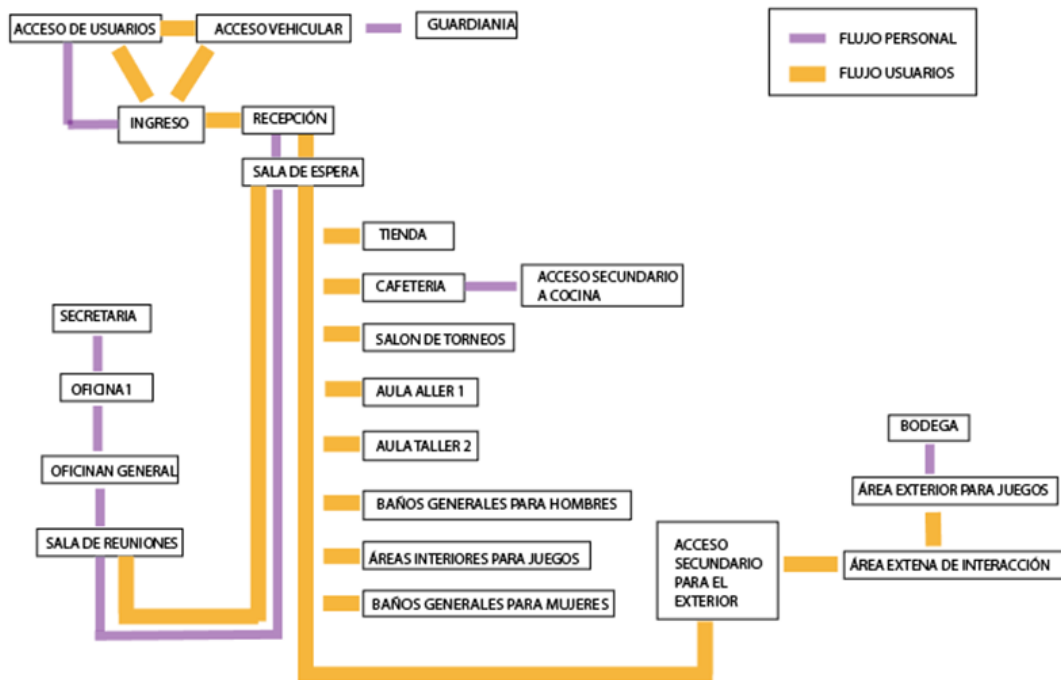 ACCESO DE USUARIOS
ACCESO VEHICULAR
GUARDIANIA
FLUJO PERSONAL
FLUJO USUARIOS
INGRESO
RECEPCIÓN
SALA DE ESPERA
TIENDA
CAFETERIA
ACCESO SECUNDARIO
A COCINA
SALON DE TORNEOS
AULA ALLER 1
AULA TALLER 2
BAÑOS GENERALES PARA HOMBRES
ÁREAS INTERIORES PARA JUEGOS
BAÑOS GENERALES PARA MUJERES
SECRETARIA
OFICINA 1
OFICINAN GENERAL
SALA DE REUNIONES
ACCESO
SECUNDARIO
PARA EL
EXTERIOR
BODEGA
ÁREA EXTERIOR PARA JUEGOS
ÁREA EXTENA DE INTERACCIÓN